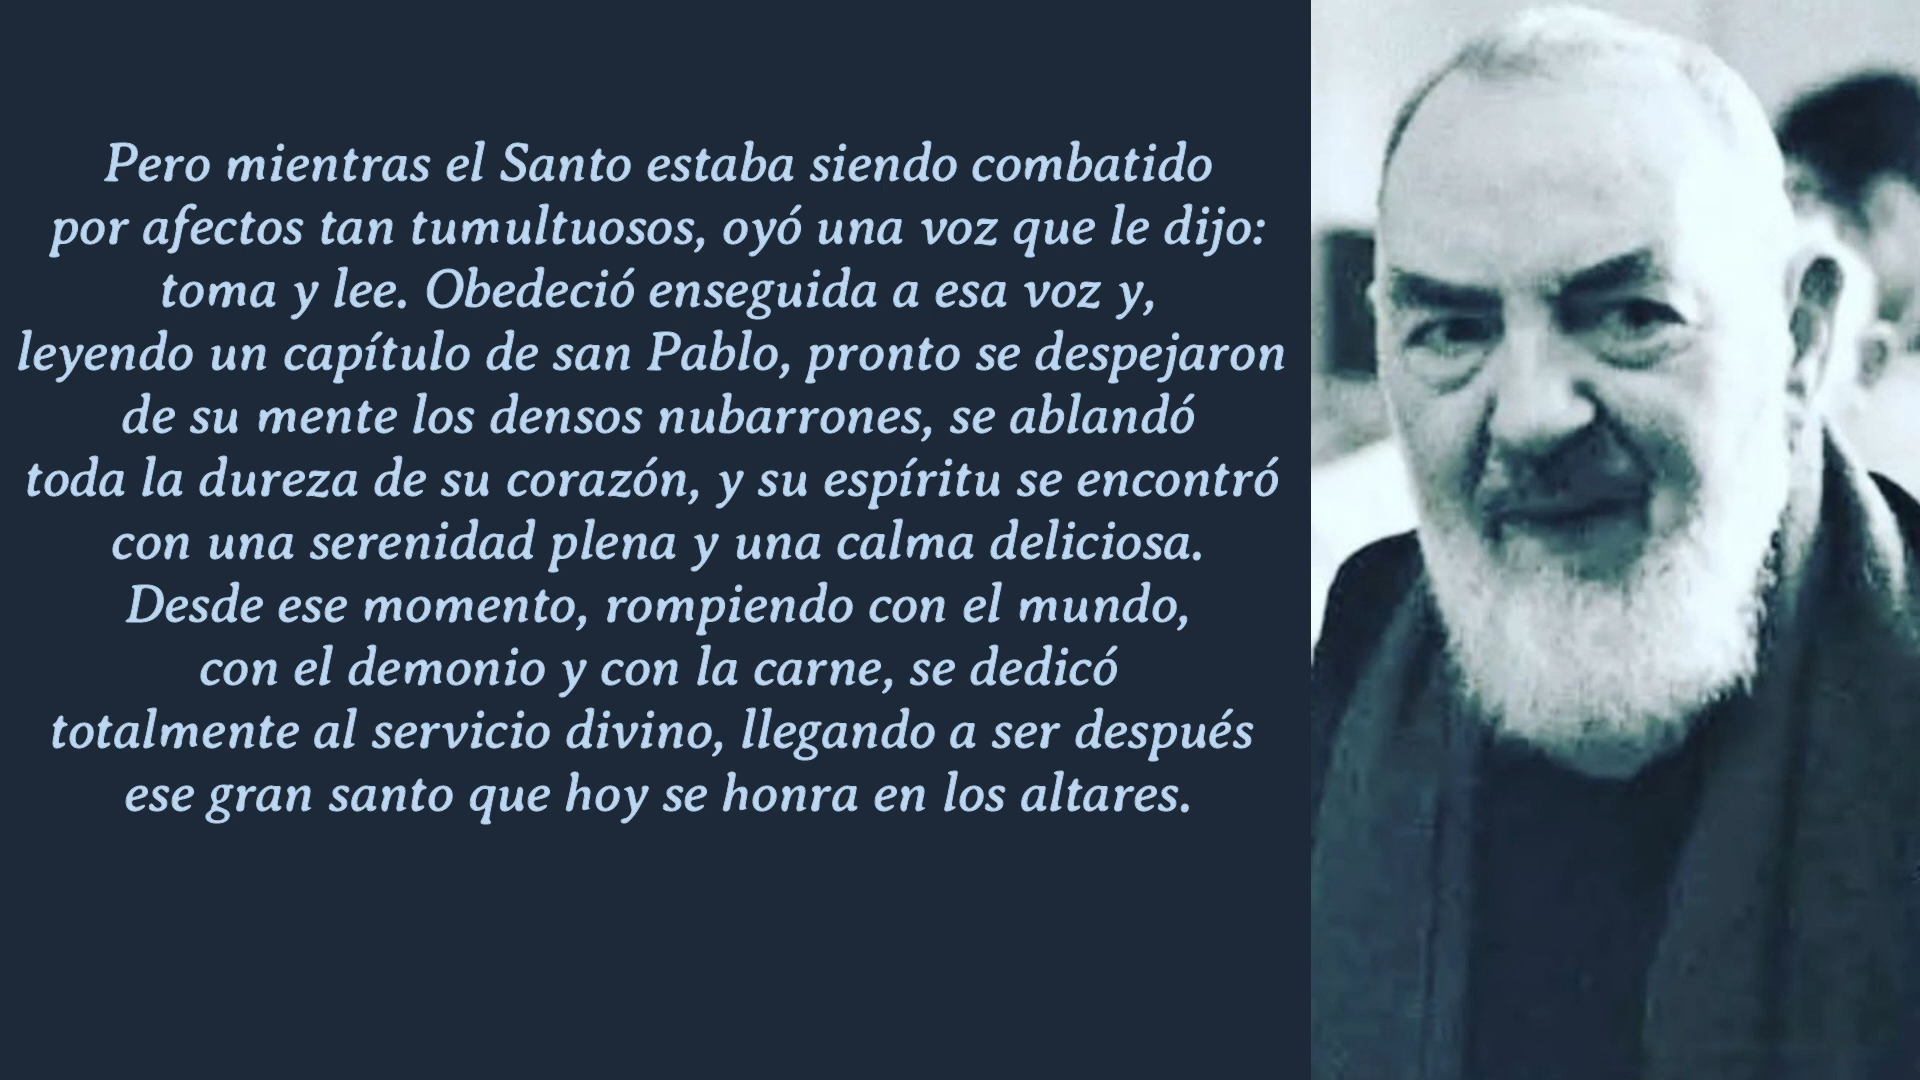 Pero mientras el Santo estaba siendo combatido
por afectos tan tumultuosos, oyó una voz que le dijo:
toma y lee. Obedeció enseguida a esa voz y,
leyendo un capítulo de san Pablo, pronto se despejaron
de su mente los densos nubarrones, se ablandó
toda la dureza de su corazón, y su espíritu se encontró
con una serenidad plena y una calma deliciosa.
Desde ese momento, rompiendo con el mundo,
con el demonio y con la carne, se dedicó
totalmente al servicio divino, llegando a ser después
ese gran santo que hoy se honra en los altares.